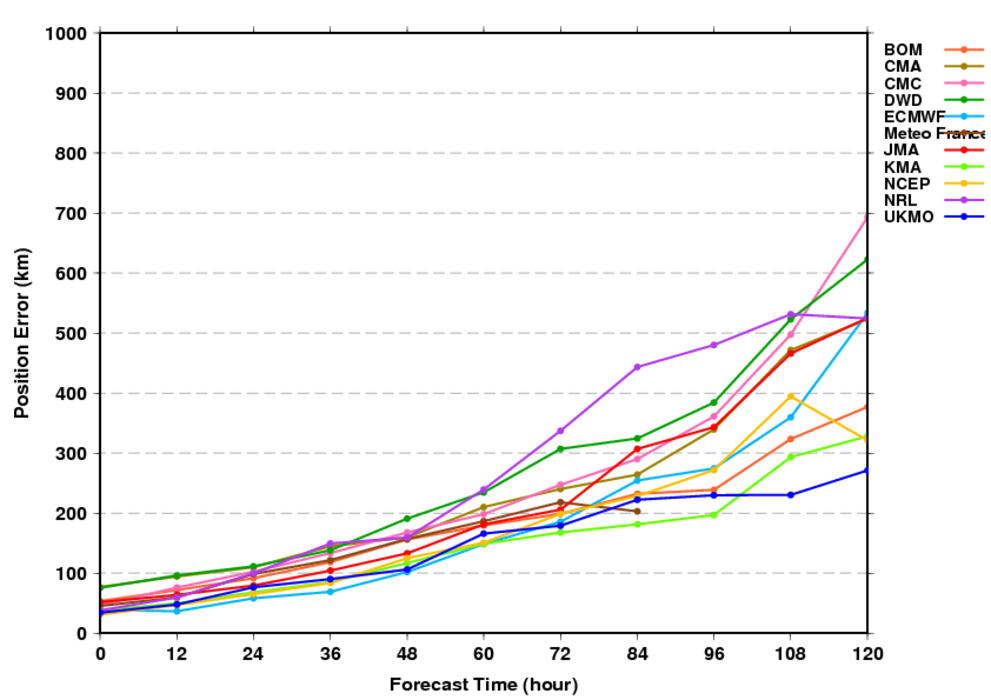 1000
900
800
700
600
500
400
300
200
100
0
Position Error (km)
0 12 24 36 48 60 72 84 96 108 120
Forecast Time (hour)
BOM
CMA
CMC
DWD
ECMWF
Meteo France
JMA
KMA
NCEP
NRL
UKMO